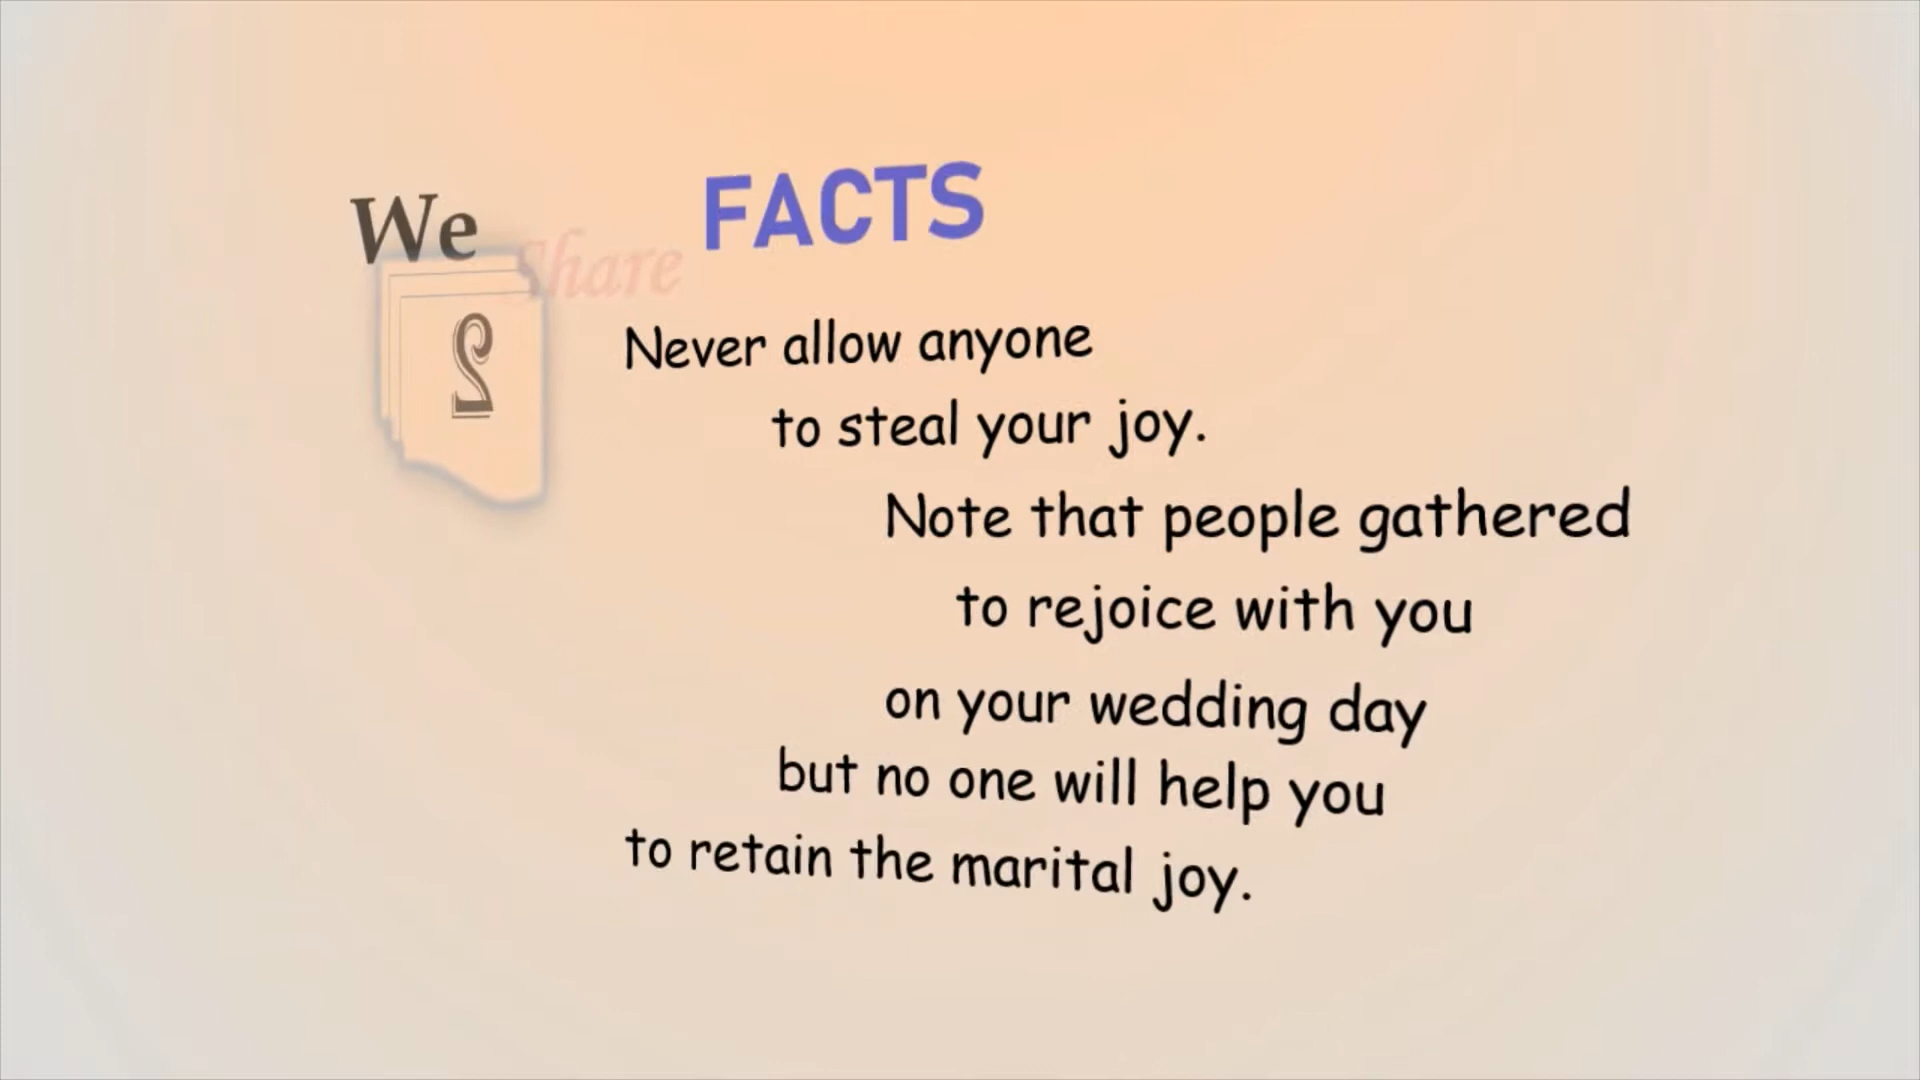 We Share FACTS
2
Never allow anyone
to steal your joy.
Note that people gathered
to rejoice with you
on your wedding day
but no one will help you
to retain the marital joy.